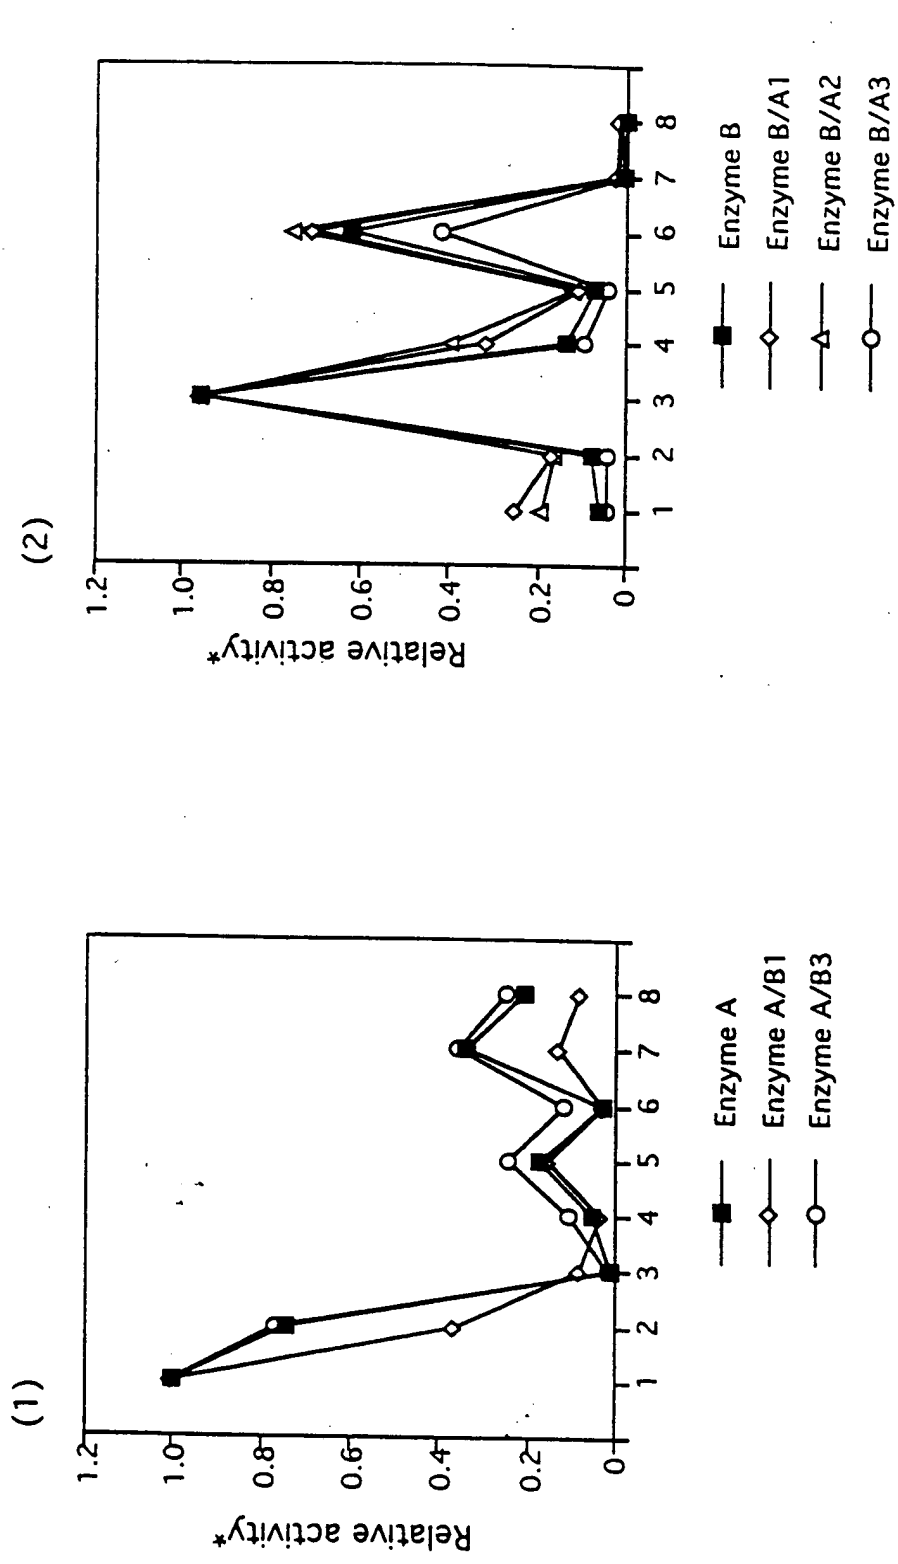 (1)
Relative activity*
1.2
1.0
0.8
0.6
0.4
0.2
0
1 2 3 4 5 6 7 8
Enzyme A
Enzyme A/B1
Enzyme A/B3
(2)
Relative activity*
1.2
1.0
0.8
0.6
0.4
0.2
0
1 2 3 4 5 6 7 8
Enzyme B
Enzyme B/A1
Enzyme B/A2
Enzyme B/A3